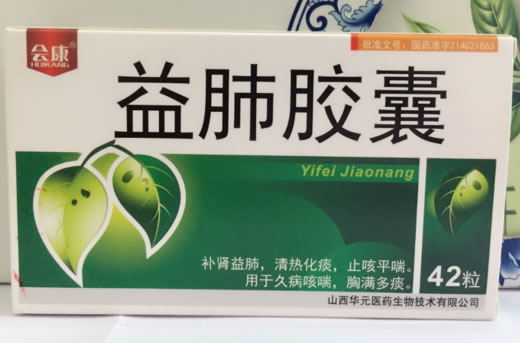 会康®
HUIKANG
批准文号：国药准字Z14021863
益肺胶囊
Yifei Jiaonang
补肾益肺，清热化痰，止咳平喘。
用于久病咳喘，胸满多痰。
42粒
山西华元医药生物技术有限公司